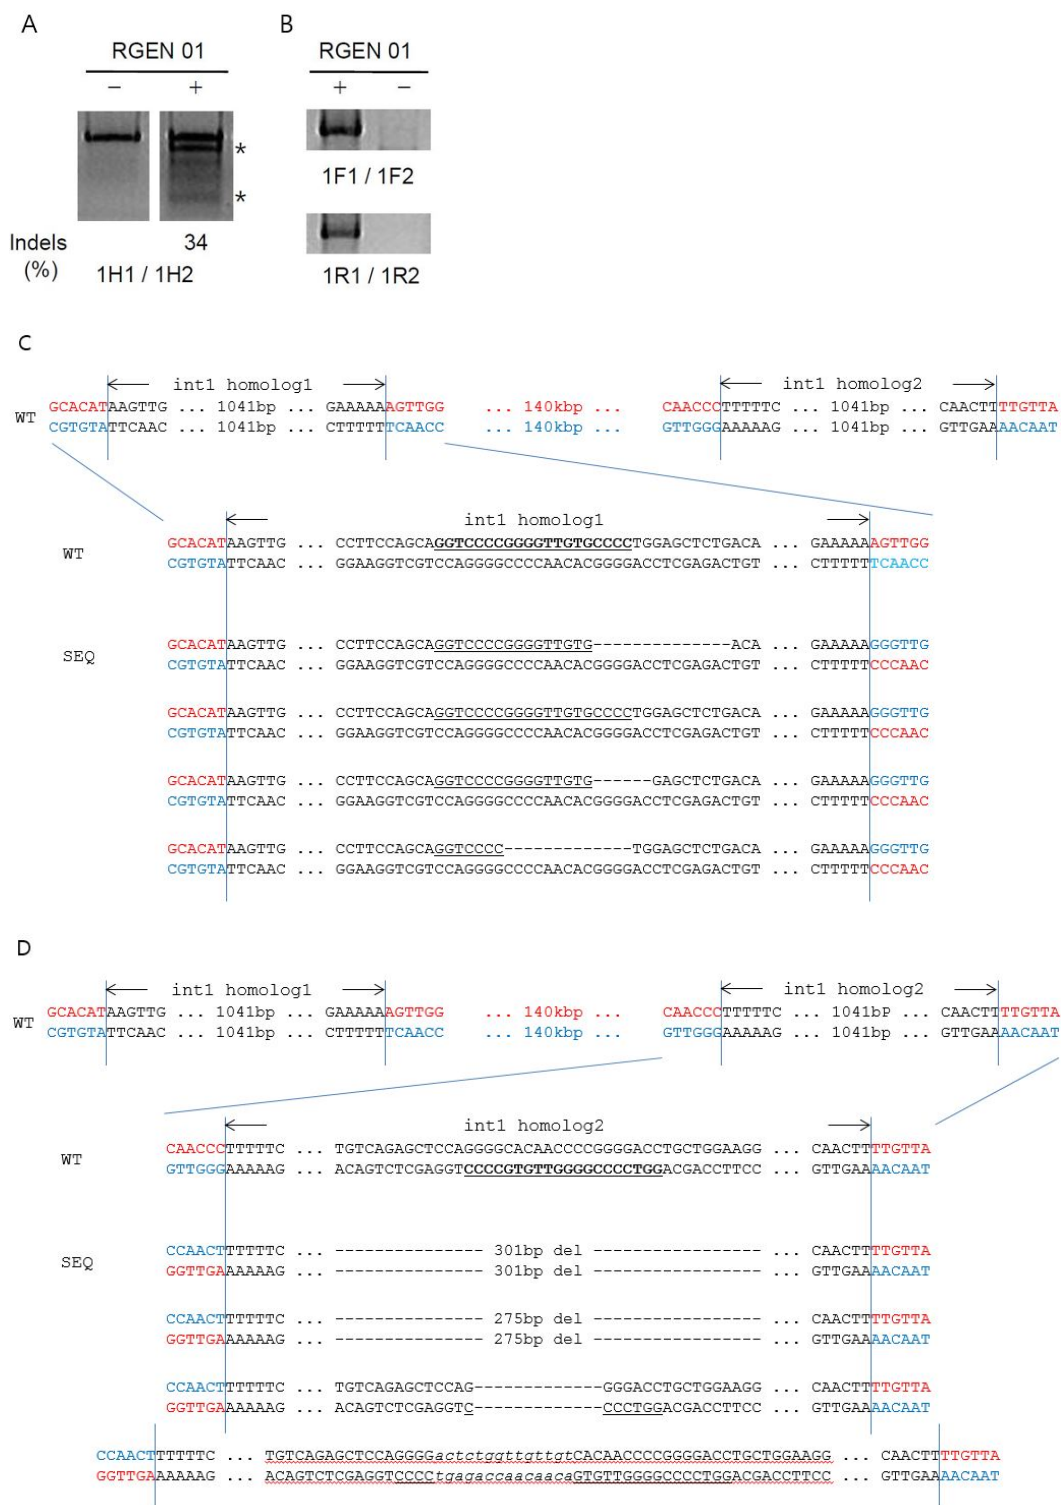 A
B
RGEN 01
RGEN 01
− +
+ −
*
*
1F1 / 1F2
Indels (%) 34
1H1 / 1H2
1R1 / 1R2
C
int1 homolog1 int1 homolog2
WT GCACATAAGTTG ... 1041bp ... GAAAAAAGTTGG ... 140kbp ... CAACCCTTTTTC ... 1041bp ... CAACTTTTGTTA
CGTGTATTCAAC ... 1041bp ... CTTTTTTCAACC ... 140kbp ... GTTGGGAAAAAG ... 1041bp ... GTTGAAAACAAT
int1 homolog1
WT GCACATAAGTTG ... CCTTCCAGCAGGTCCCCGGGGTTGTGCCCCTGGAGCTCTGACA ... GAAAAAAGTTGG
CGTGTATTCAAC ... GGAAGGTCGTCCAGGGGCCCCAACACGGGGACCTCGAGACTGT ... CTTTTTTCAACC
SEQ GCACATAAGTTG ... CCTTCCAGCAGGTCCCCGGGGTTGTG--------------ACA ... GAAAAAGGGTTG
CGTGTATTCAAC ... GGAAGGTCGTCCAGGGGCCCCAACACGGGGACCTCGAGACTGT ... CTTTTTCCCAAC
GCACATAAGTTG ... CCTTCCAGCAGGTCCCCGGGGTTGTGCCCCTGGAGCTCTGACA ... GAAAAAGGGTTG
CGTGTATTCAAC ... GGAAGGTCGTCCAGGGGCCCCAACACGGGGACCTCGAGACTGT ... CTTTTTCCCAAC
GCACATAAGTTG ... CCTTCCAGCAGGTCCCCGGGGTTGTG------GAGCTCTGACA ... GAAAAAGGGTTG
CGTGTATTCAAC ... GGAAGGTCGTCCAGGGGCCCCAACACGGGGACCTCGAGACTGT ... CTTTTTCCCAAC
GCACATAAGTTG ... CCTTCCAGCAGGTCCCC-------------TGGAGCTCTGACA ... GAAAAAGGGTTG
CGTGTATTCAAC ... GGAAGGTCGTCCAGGGGCCCCAACACGGGGACCTCGAGACTGT ... CTTTTTCCCAAC
D
int1 homolog1 int1 homolog2
WT GCACATAAGTTG ... 1041bp ... GAAAAAAGTTGG ... 140kbp ... CAACCCTTTTTC ... 1041bP ... CAACTTTTGTTA
CGTGTATTCAAC ... 1041bp ... CTTTTTTCAACC ... 140kbp ... GTTGGGAAAAAG ... 1041bp ... GTTGAAAACAAT
int1 homolog2
WT CAACCCTTTTTC ... TGTCAGAGCTCCAGGGGCACAACCCCGGGGACCTGCTGGAAGG ... CAACTTTTGTTA
GTTGGGAAAAAG ... ACAGTCTCGAGGTCCCCGTGTTGGGGCCCCTGGACGACCTTCC ... GTTGAAAACAAT
SEQ CCAACTTTTTTC ... --------------- 301bp del ----------------- ... CAACTTTTGTTA
GGTTGAAAAAAG ... --------------- 301bp del ----------------- ... GTTGAAAACAAT
CCAACTTTTTTC ... --------------- 275bp del ----------------- ... CAACTTTTGTTA
GGTTGAAAAAAG ... --------------- 275bp del ----------------- ... GTTGAAAACAAT
CCAACTTTTTTC ... TGTCAGAGCTCCAG-------------GGGACCTGCTGGAAGG ... CAACTTTTGTTA
GGTTGAAAAAAG ... ACAGTCTCGAGGTC-------------CCCTGGACGACCTTCC ... GTTGAAAACAAT
CCAACTTTTTTC ... TGTCAGAGCTCCAGGGGactctggttgttgtCACAACCCCGGGGACCTGCTGGAAGG ... CAACTTTTGTTA
GGTTGAAAAAAG ... ACAGTCTCGAGGTCCCCtgagaccaacaacaGTGTTGGGGCCCCTGGACGACCTTCC ... GTTGAAAACAAT